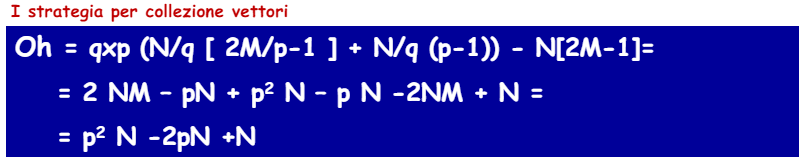 I strategia per collezione vettori
Oh = qxp (N/q [ 2M/p-1 ] + N/q (p-1)) - N[2M-1]=
= 2 NM – pN + p² N – p N -2NM + N =
= p² N -2pN +N